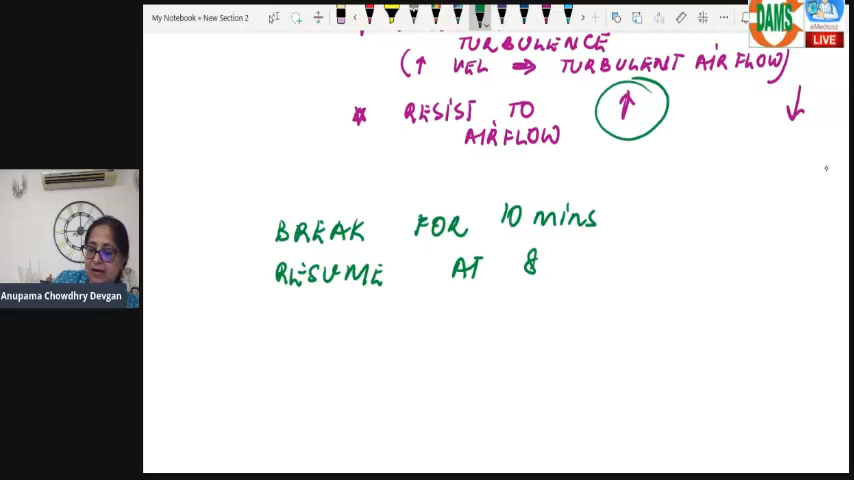 My Notebook » New Section 2
DAMS
eMedicoz
LIVE
TURBULENCE
(↑ VEL ⇒ TURBULENT AIRFLOW)
* RESIST TO ↑ ↓
AIRFLOW
BREAK FOR 10 mins
RESUME AT 8
Anupama Chowdhry Devgan